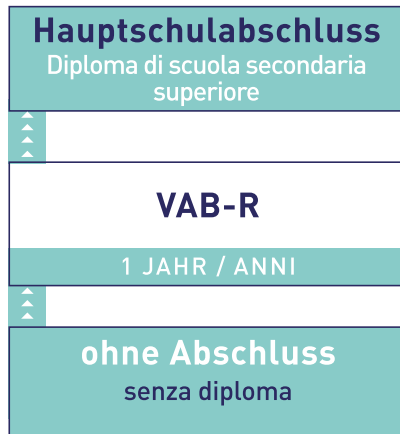 Hauptschulabschluss
Diploma di scuola secondaria
superiore
VAB-R
1 JAHR / ANNI
ohne Abschluss
senza diploma